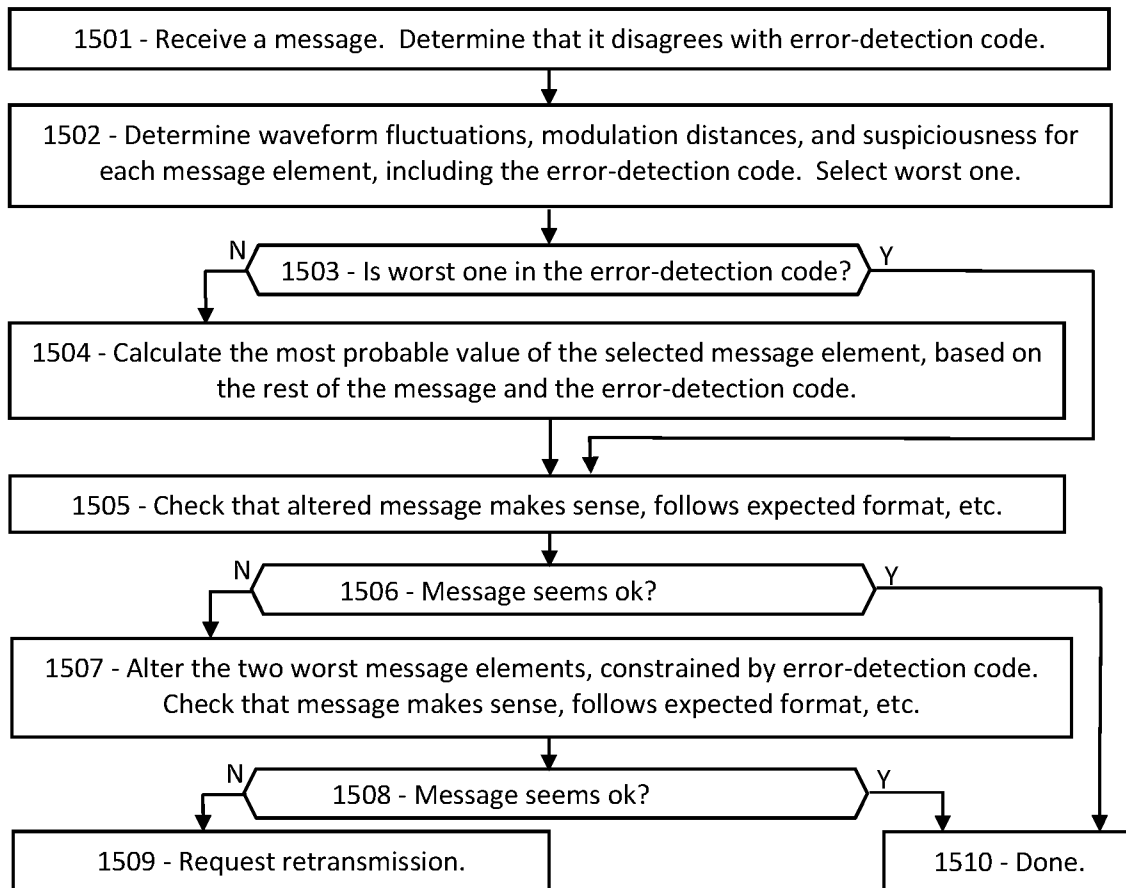 1501 - Receive a message.  Determine that it disagrees with error-detection code.
1502 - Determine waveform fluctuations, modulation distances, and suspiciousness for
each message element, including the error-detection code.  Select worst one.
N
Y
1503 - Is worst one in the error-detection code?
1504 - Calculate the most probable value of the selected message element, based on
the rest of the message and the error-detection code.
1505 - Check that altered message makes sense, follows expected format, etc.
N
Y
1506 - Message seems ok?
1507 - Alter the two worst message elements, constrained by error-detection code.
Check that message makes sense, follows expected format, etc.
N
Y
1508 - Message seems ok?
1509 - Request retransmission.
1510 - Done.